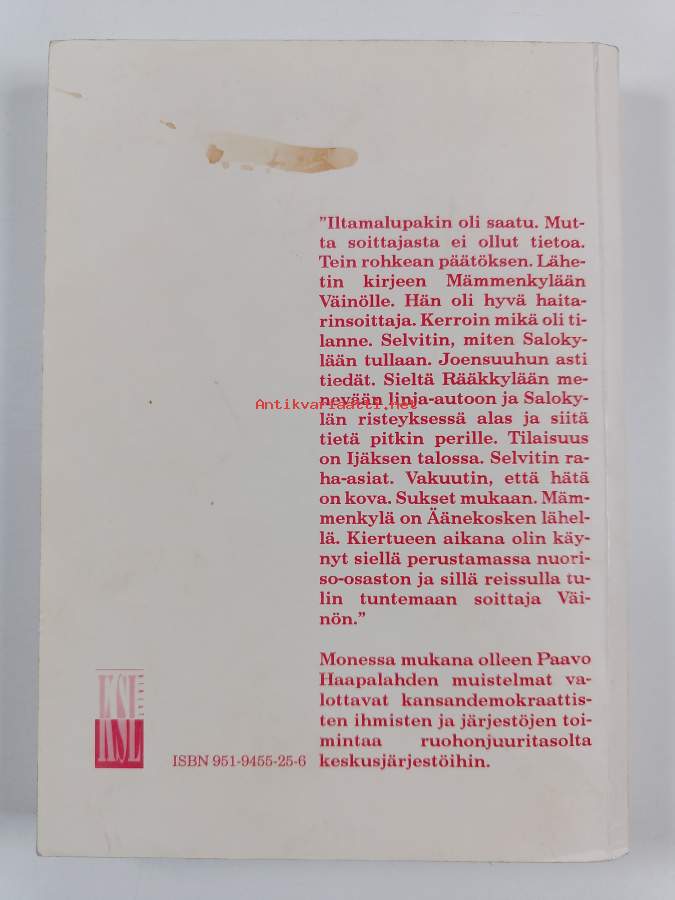 "Iltamalupakin oli saatu. Mut-
ta soittajasta ei ollut tietoa.
Tein rohkean päätöksen. Lähe-
tin kirjeen Mämmenkylään
Väinölle. Hän oli hyvä haita-
rinsoittaja. Kerroin mikä oli ti-
lanne. Selvitin, miten Saloky-
lään tullaan. Joensuuhun asti
tiedät. Sieltä Rääkkylään me-
nevään linja-autoon ja Saloky-
Antikvariaatti.net
län risteyksessä alas ja siitä
tietä pitkin perille. Tilaisuus
on Ijäksen talossa. Selvitin ra-
ha-asiat. Vakuutin, että hätä
on kova. Sukset mukaan. Mäm-
menkylä on Äänekosken lähel-
lä. Kiertueen aikana olin käy-
nyt siellä perustamassa nuori-
so-osaston ja sillä reissulla tu-
lin tuntemaan soittaja Väi-
nön."
Monessa mukana olleen Paavo
Haapalahden muistelmat va-
lottavat kansandemokraattis-
ten ihmisten ja järjestöjen toi-
mintaa ruohonjuuritasolta
keskusjärjestöihin.
KSL
KIRJAT
ISBN 951-9455-25-6